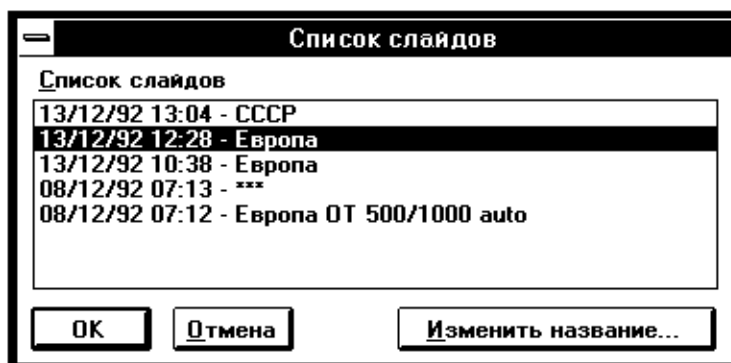 Список слайдов
Список слайдов
13/12/92 13:04 - СССР
13/12/92 12:28 - Европа
13/12/92 10:38 - Европа
08/12/92 07:13 - ***
08/12/92 07:12 - Европа ОТ 500/1000 auto
OK Отмена Изменить название...